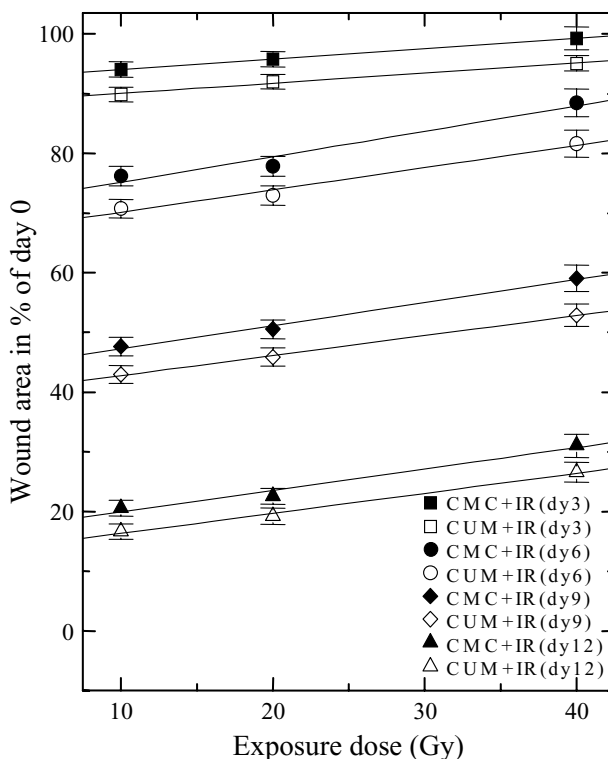 100
80
60
40
20
0
Wound area in % of day 0
CMC+IR(dy3)
CUM+IR(dy3)
CMC+IR(dy6)
CUM+IR(dy6)
CMC+IR(dy9)
CUM+IR(dy9)
CMC+IR(dy12)
CUM+IR(dy12)
10 20 30 40
Exposure dose (Gy)